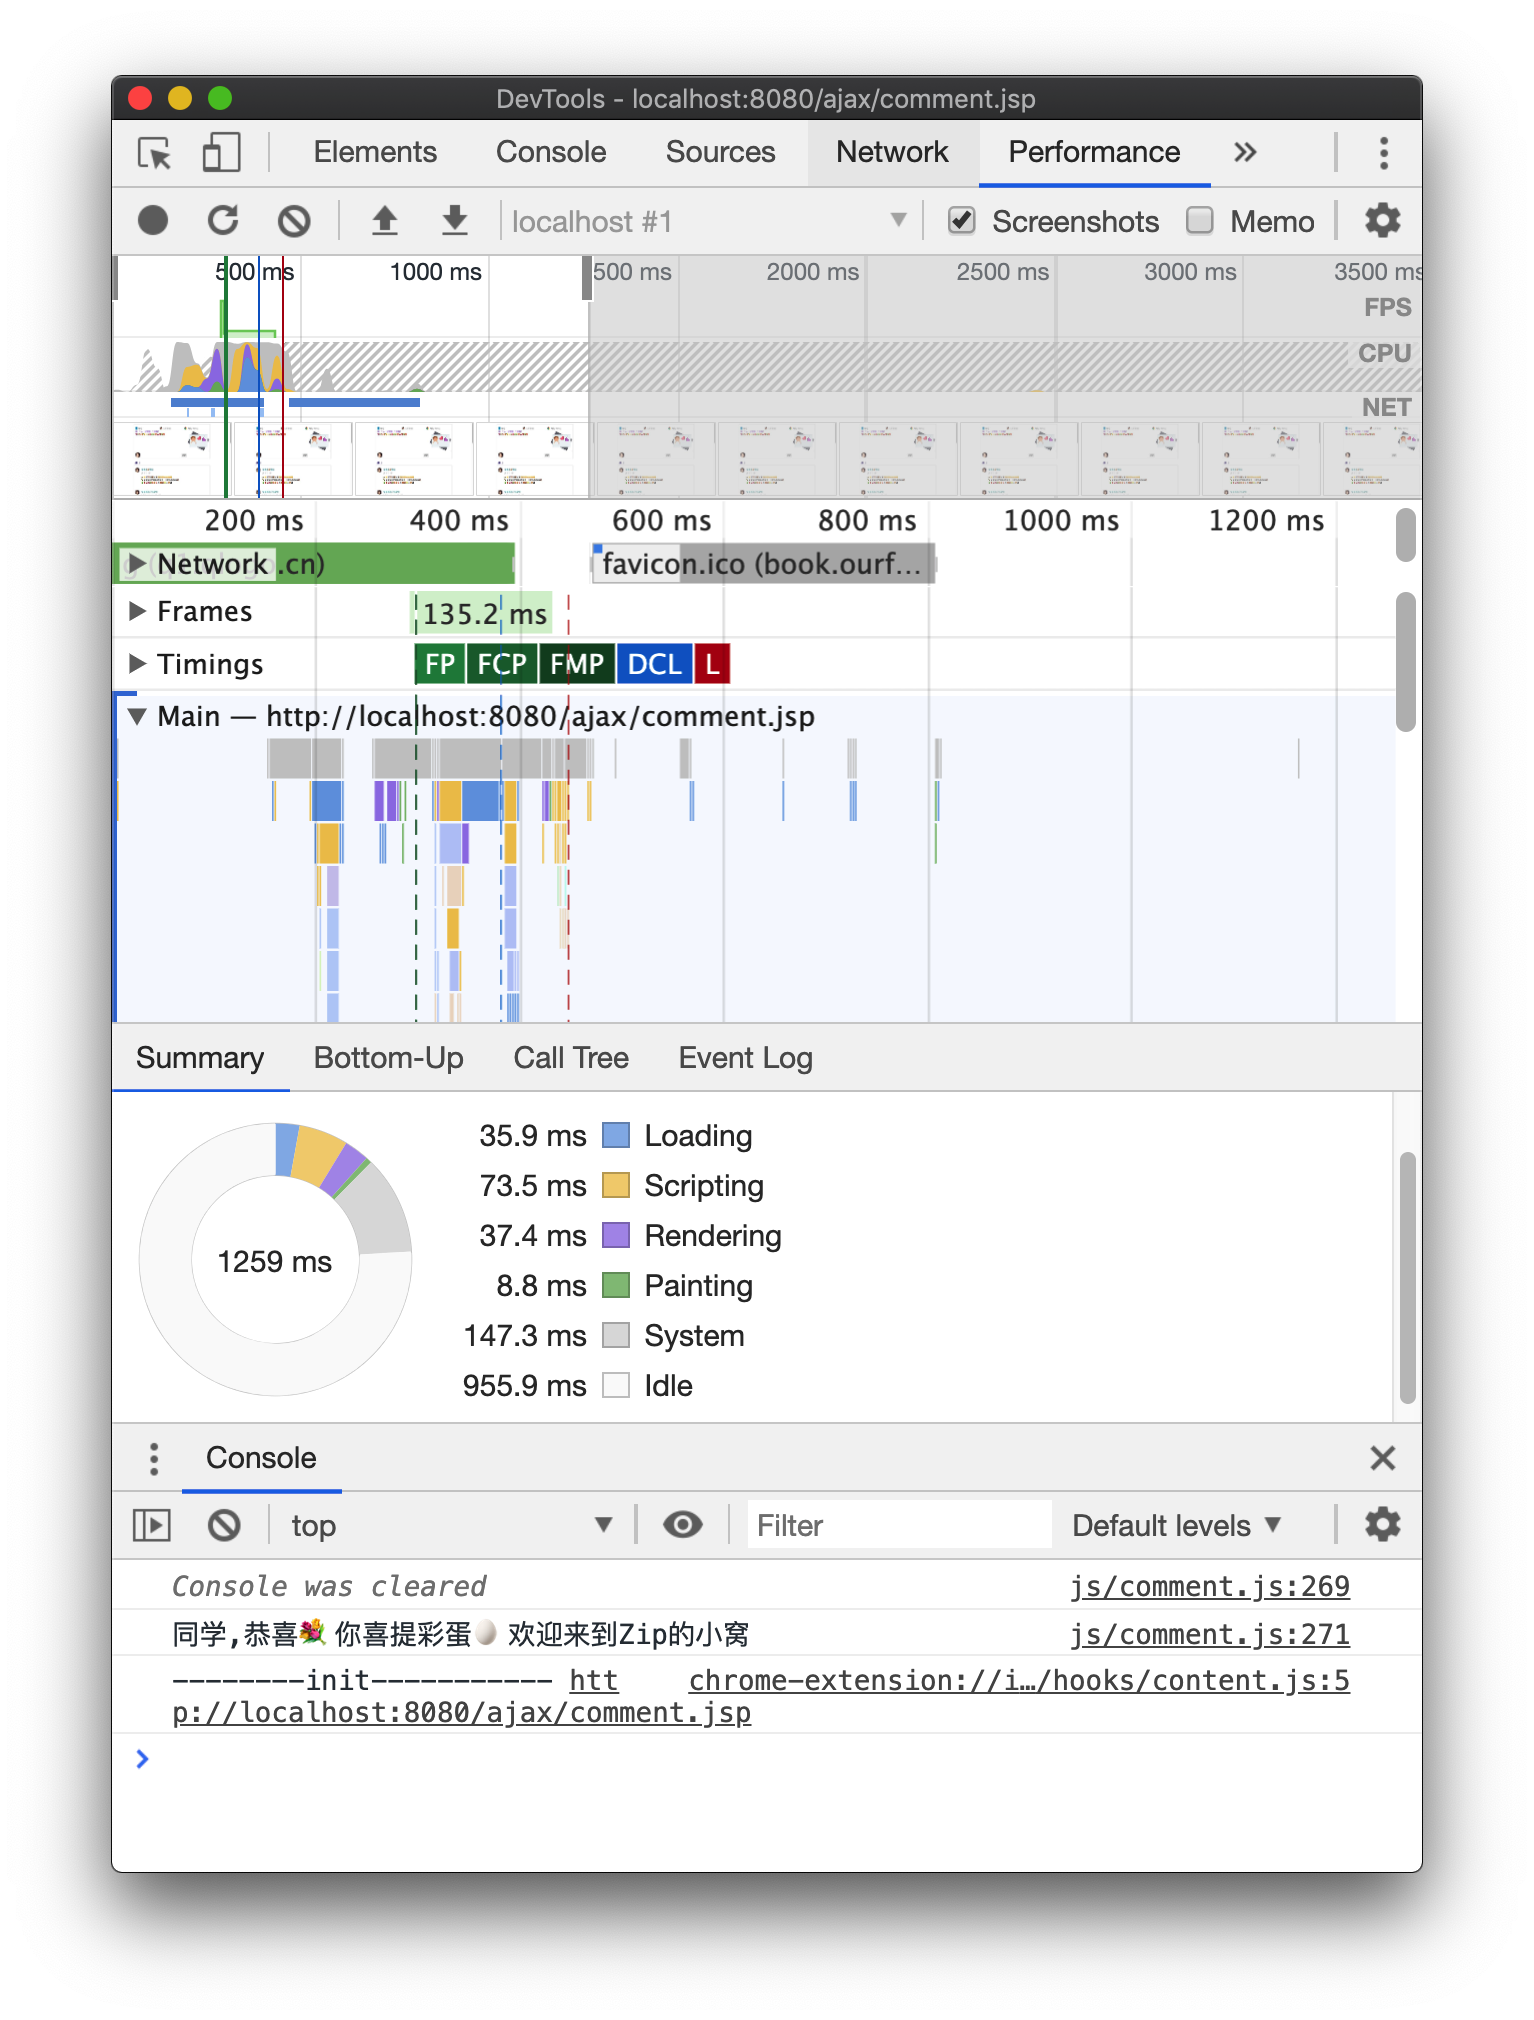 DevTools - localhost:8080/ajax/comment.jsp
Elements Console Sources Network Performance »
localhost #1 Screenshots Memo
500 ms 1000 ms 500 ms 2000 ms 2500 ms 3000 ms 3500 ms
FPS
CPU
NET
200 ms 400 ms 600 ms 800 ms 1000 ms 1200 ms
Network .cn) favicon.ico (book.ourf…
Frames 135.2 ms
Timings FP FCP FMP DCL L
Main — http://localhost:8080/ajax/comment.jsp
Summary Bottom-Up Call Tree Event Log
35.9 ms Loading
73.5 ms Scripting
37.4 ms Rendering
1259 ms
8.8 ms Painting
147.3 ms System
955.9 ms Idle
Console
top Filter Default levels
Console was cleared js/comment.js:269
同学,恭喜💐 你喜提彩蛋🥚 欢迎来到Zip的小窝 js/comment.js:271
--------init----------- htt chrome-extension://i…/hooks/content.js:5
p://localhost:8080/ajax/comment.jsp